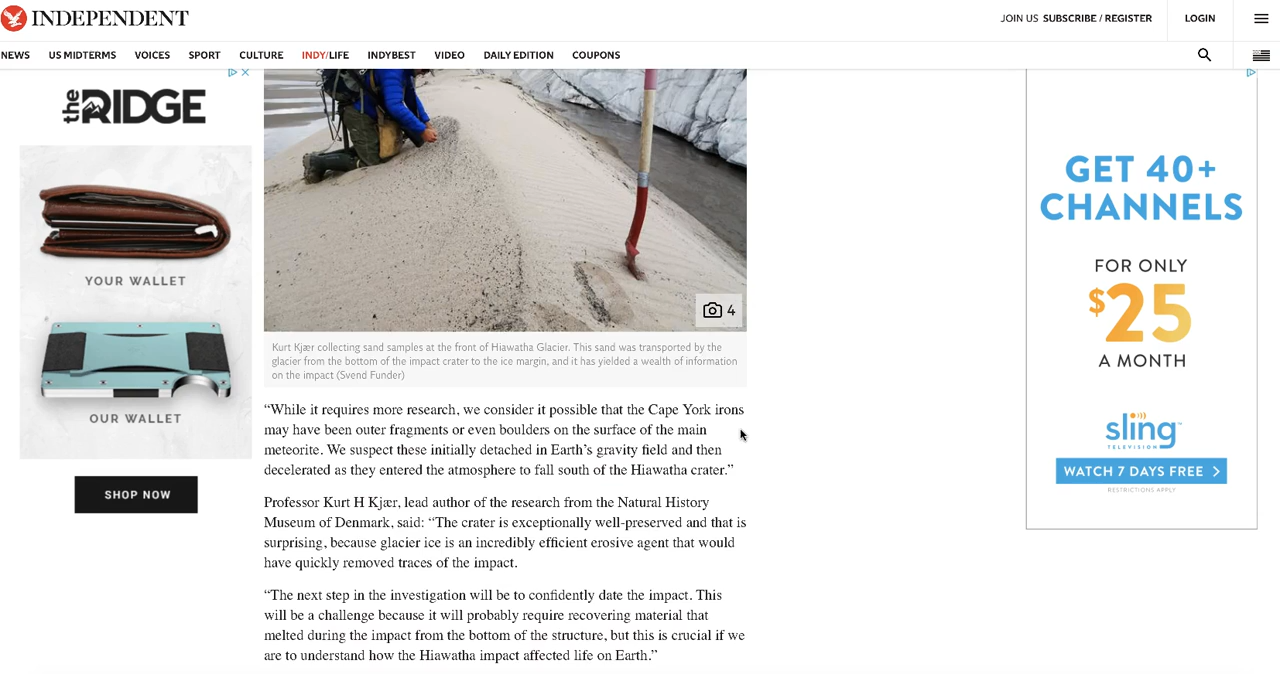 INDEPENDENT
JOIN US SUBSCRIBE / REGISTER
LOGIN
NEWS US MIDTERMS VOICES SPORT CULTURE INDY/LIFE INDYBEST VIDEO DAILY EDITION COUPONS
the RIDGE
YOUR WALLET
OUR WALLET
SHOP NOW
4
Kurt Kjær collecting sand samples at the front of Hiawatha Glacier. This sand was transported by the
glacier from the bottom of the impact crater to the ice margin, and it has yielded a wealth of information
on the impact (Svend Funder)
“While it requires more research, we consider it possible that the Cape York irons
may have been outer fragments or even boulders on the surface of the main
meteorite. We suspect these initially detached in Earth’s gravity field and then
decelerated as they entered the atmosphere to fall south of the Hiawatha crater.”
Professor Kurt H Kjær, lead author of the research from the Natural History
Museum of Denmark, said: “The crater is exceptionally well-preserved and that is
surprising, because glacier ice is an incredibly efficient erosive agent that would
have quickly removed traces of the impact.
“The next step in the investigation will be to confidently date the impact. This
will be a challenge because it will probably require recovering material that
melted during the impact from the bottom of the structure, but this is crucial if we
are to understand how the Hiawatha impact affected life on Earth.”
GET 40+
CHANNELS
FOR ONLY
$25
A MONTH
sling
TELEVISION
WATCH 7 DAYS FREE >
RESTRICTIONS APPLY